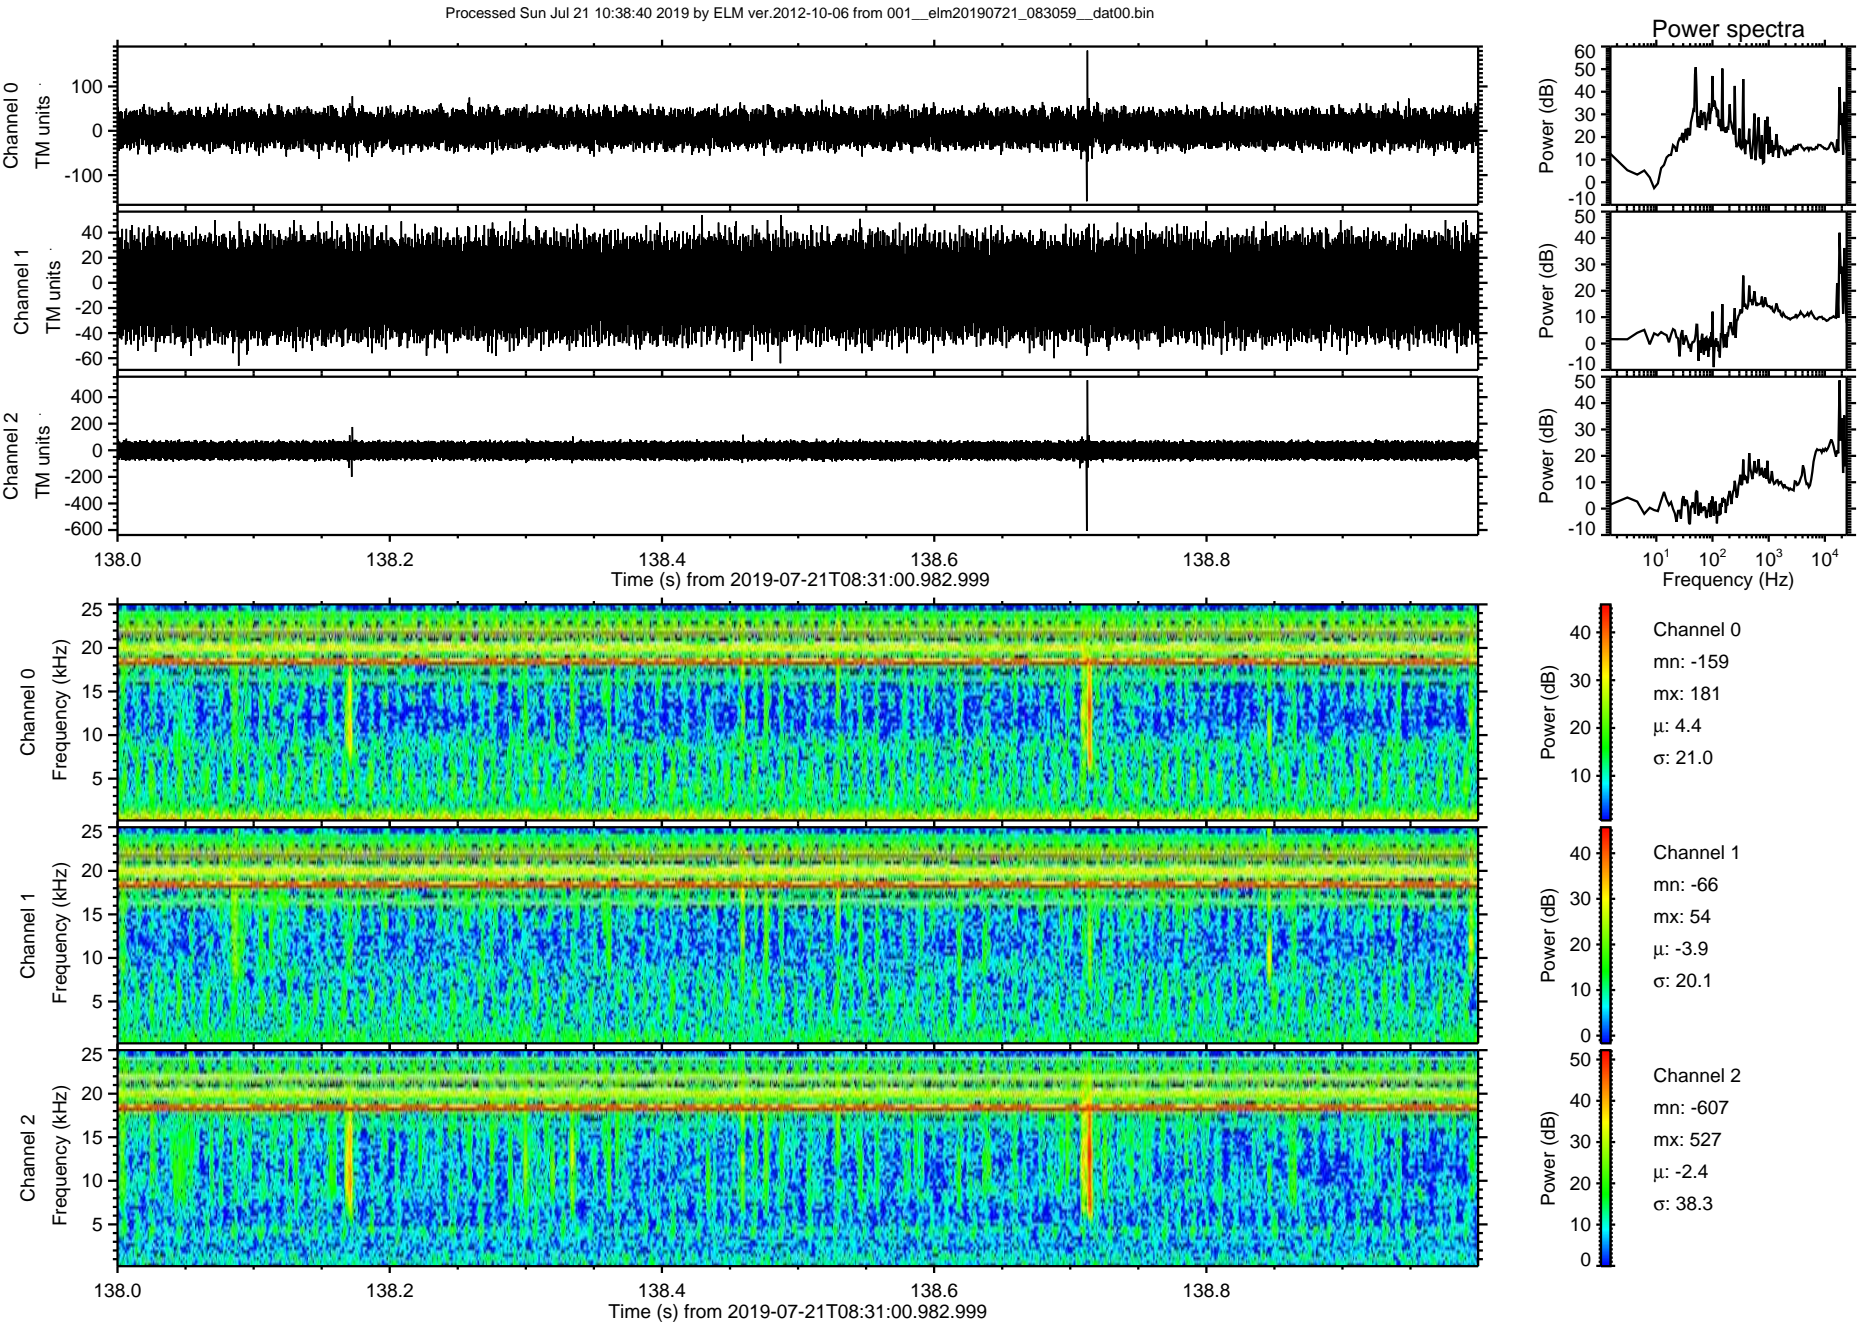 Processed Sun Jul 21 10:38:40 2019 by ELM ver.2012-10-06 from 001__elm20190721_083059__dat00.bin
Power spectra
Channel 0
TM units
100
0
-100
Power (dB)
60
50
40
30
20
10
0
-10
Channel 1
TM units
40
20
0
-20
-40
-60
Power (dB)
50
40
30
20
10
0
-10
Channel 2
TM units
400
200
0
-200
-400
-600
Power (dB)
50
40
30
20
10
0
-10
138.0 138.2 138.4 138.6 138.8
Time (s) from 2019-07-21T08:31:00.982.999
10^1 10^2 10^3 10^4
Frequency (Hz)
Channel 0
Frequency (kHz)
25
20
15
10
5
Power (dB)
40
30
20
10
Channel 0
mn: -159
mx: 181
μ: 4.4
σ: 21.0
Channel 1
Frequency (kHz)
25
20
15
10
5
Power (dB)
40
30
20
10
0
Channel 1
mn: -66
mx: 54
μ: -3.9
σ: 20.1
Channel 2
Frequency (kHz)
25
20
15
10
5
Power (dB)
50
40
30
20
10
0
Channel 2
mn: -607
mx: 527
μ: -2.4
σ: 38.3
138.0 138.2 138.4 138.6 138.8
Time (s) from 2019-07-21T08:31:00.982.999